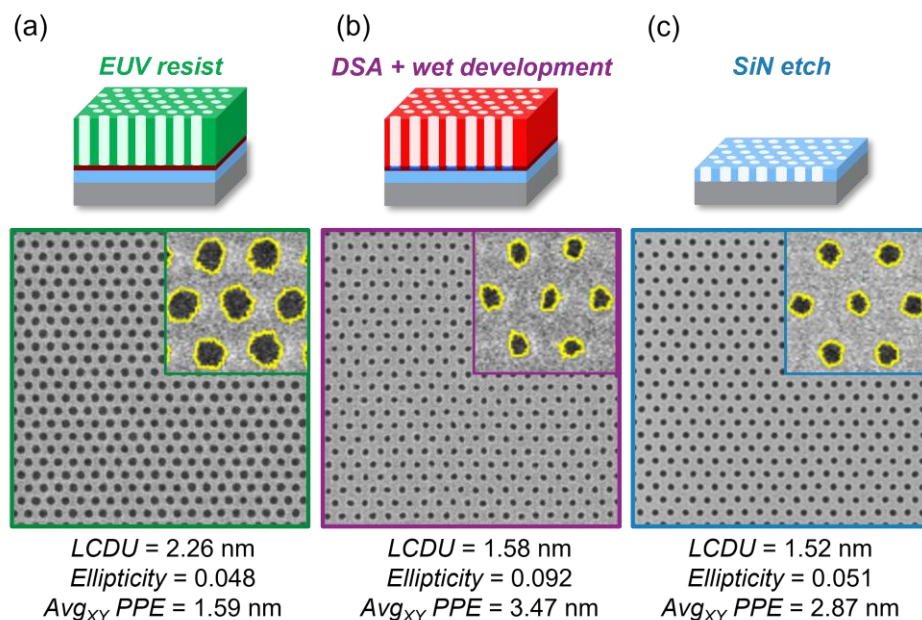 (a)
EUV resist
LCDU = 2.26 nm
Ellipticity = 0.048
AvgXY PPE = 1.59 nm
(b)
DSA + wet development
LCDU = 1.58 nm
Ellipticity = 0.092
AvgXY PPE = 3.47 nm
(c)
SiN etch
LCDU = 1.52 nm
Ellipticity = 0.051
AvgXY PPE = 2.87 nm